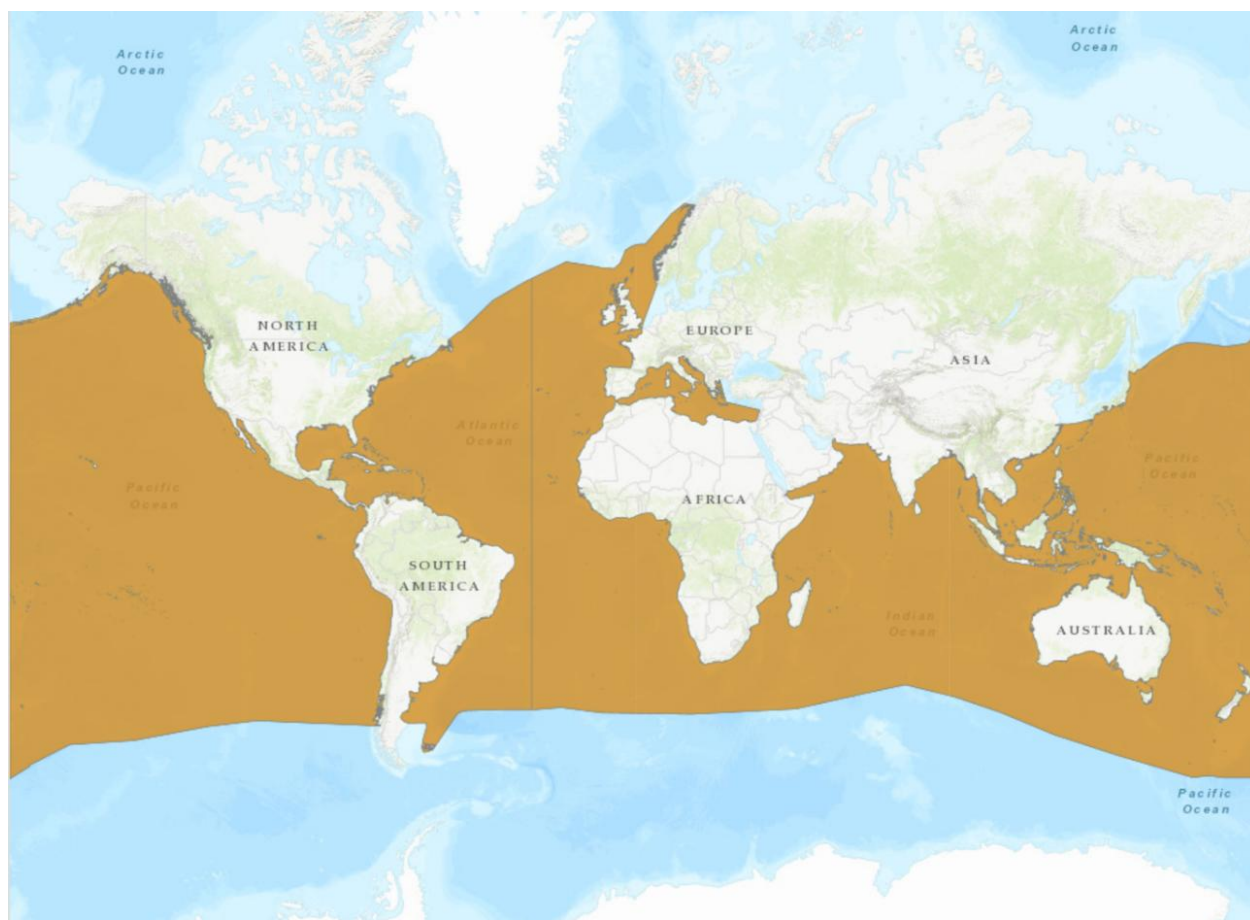 Arctic
Ocean
Arctic
Ocean
NORTH
AMERICA
EUROPE
ASIA
Atlantic
Ocean
Pacific
Ocean
Pacific
Ocean
AFRICA
SOUTH
AMERICA
Indian
Ocean
AUSTRALIA
Pacific
Ocean